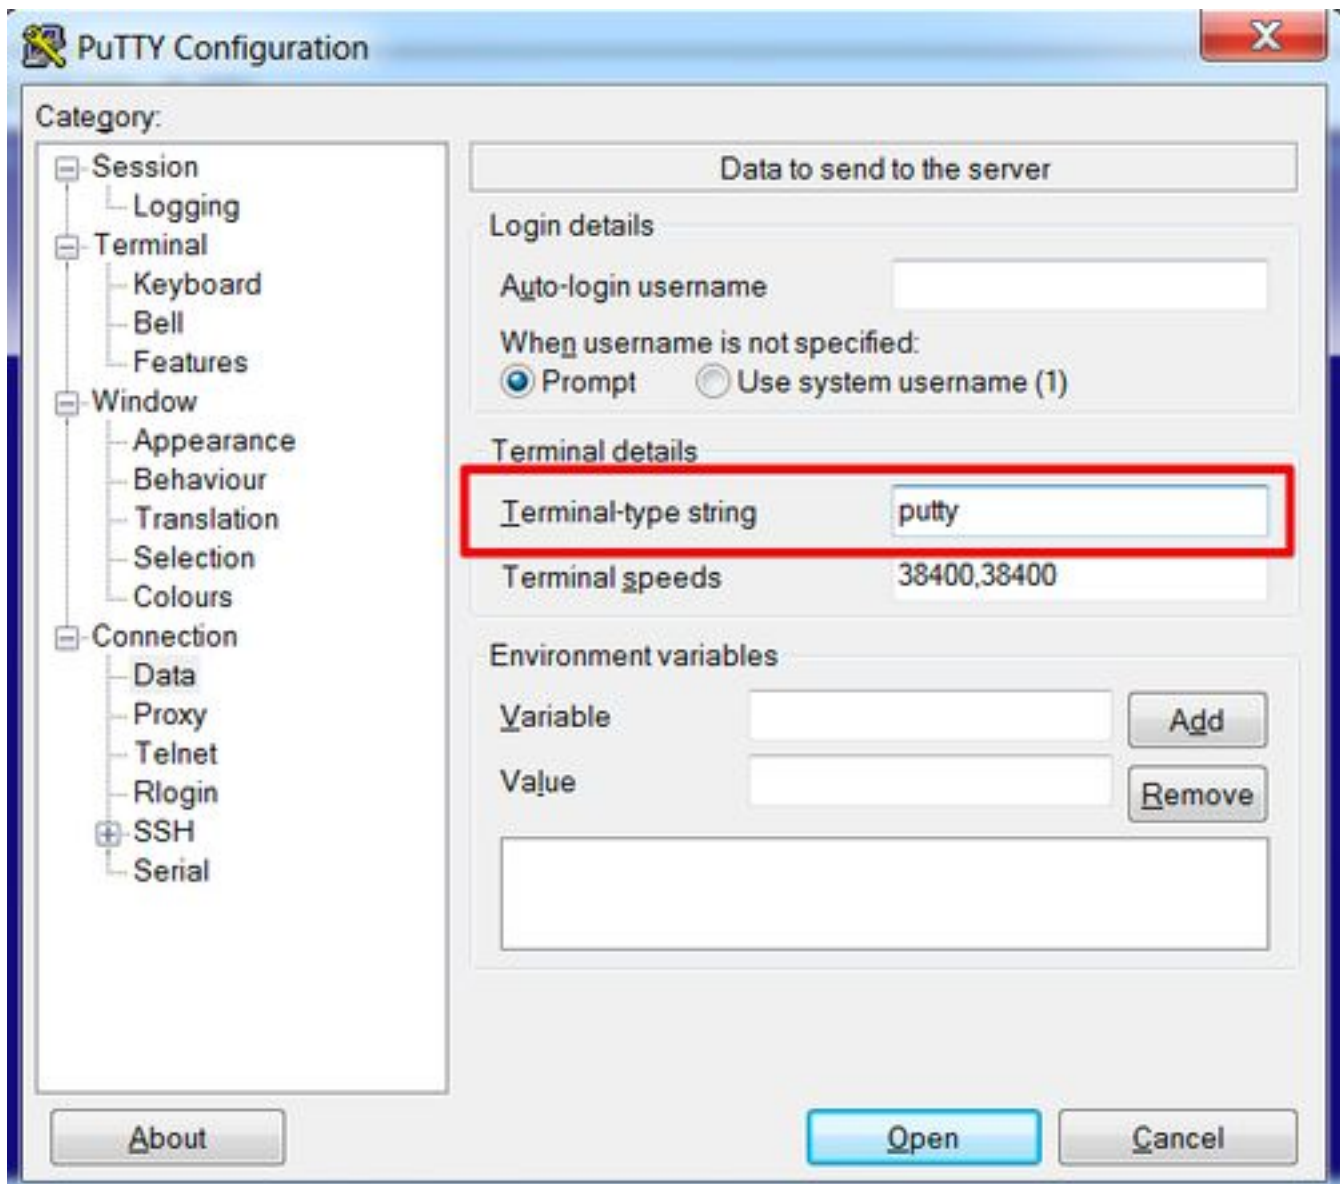 PuTTY Configuration
Category:
Session
Logging
Terminal
Keyboard
Bell
Features
Window
Appearance
Behaviour
Translation
Selection
Colours
Connection
Data
Proxy
Telnet
Rlogin
SSH
Serial
Data to send to the server
Login details
Auto-login username
When username is not specified:
Prompt Use system username (1)
Terminal details
Terminal-type string putty
Terminal speeds 38400,38400
Environment variables
Variable Add
Value Remove
About Open Cancel